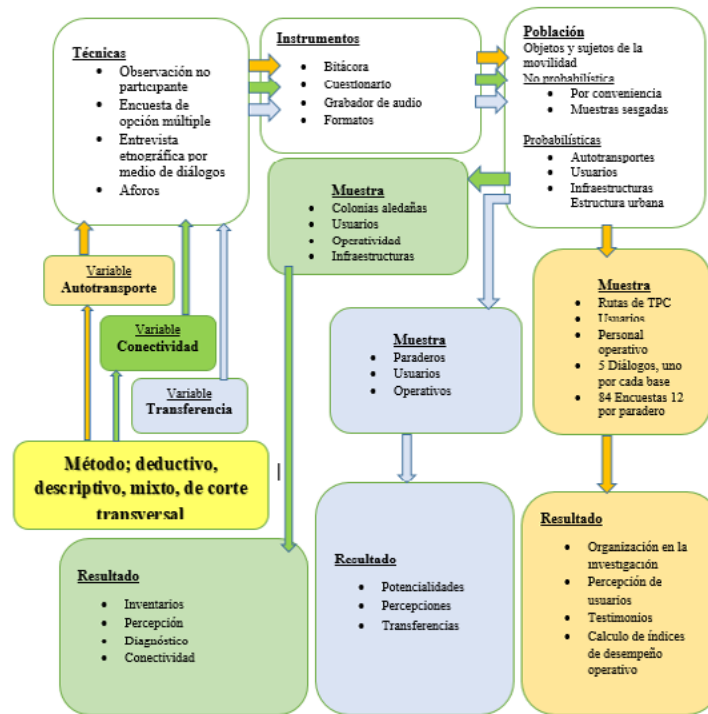 Técnicas
• Observación no
participante
• Encuesta de
opción múltiple
• Entrevista
etnográfica por
medio de diálogos
• Aforos
Instrumentos
• Bitácora
• Cuestionario
• Grabador de audio
• Formatos
Población
Objetos y sujetos de la
movilidad
No probabilística
• Por conveniencia
• Muestras sesgadas
Probabilísticas
• Autotransportes
• Usuarios
• Infraestructuras
Estructura urbana
Muestra
• Colonias aledañas
• Usuarios
• Operatividad
• Infraestructuras
Variable
Autotransporte
Variable
Conectividad
Variable
Transferencia
Muestra
• Paraderos
• Usuarios
• Operativos
Muestra
• Rutas de TPC
• Usuarios
• Personal
operativo
• 5 Diálogos, uno
por cada base
• 84 Encuestas 12
por paradero
Método; deductivo,
descriptivo, mixto, de corte
transversal
Resultado
• Inventarios
• Percepción
• Diagnóstico
• Conectividad
Resultado
• Potencialidades
• Percepciones
• Transferencias
Resultado
• Organización en la
investigación
• Percepción de
usuarios
• Testimonios
• Calculo de índices
de desempeño
operativo